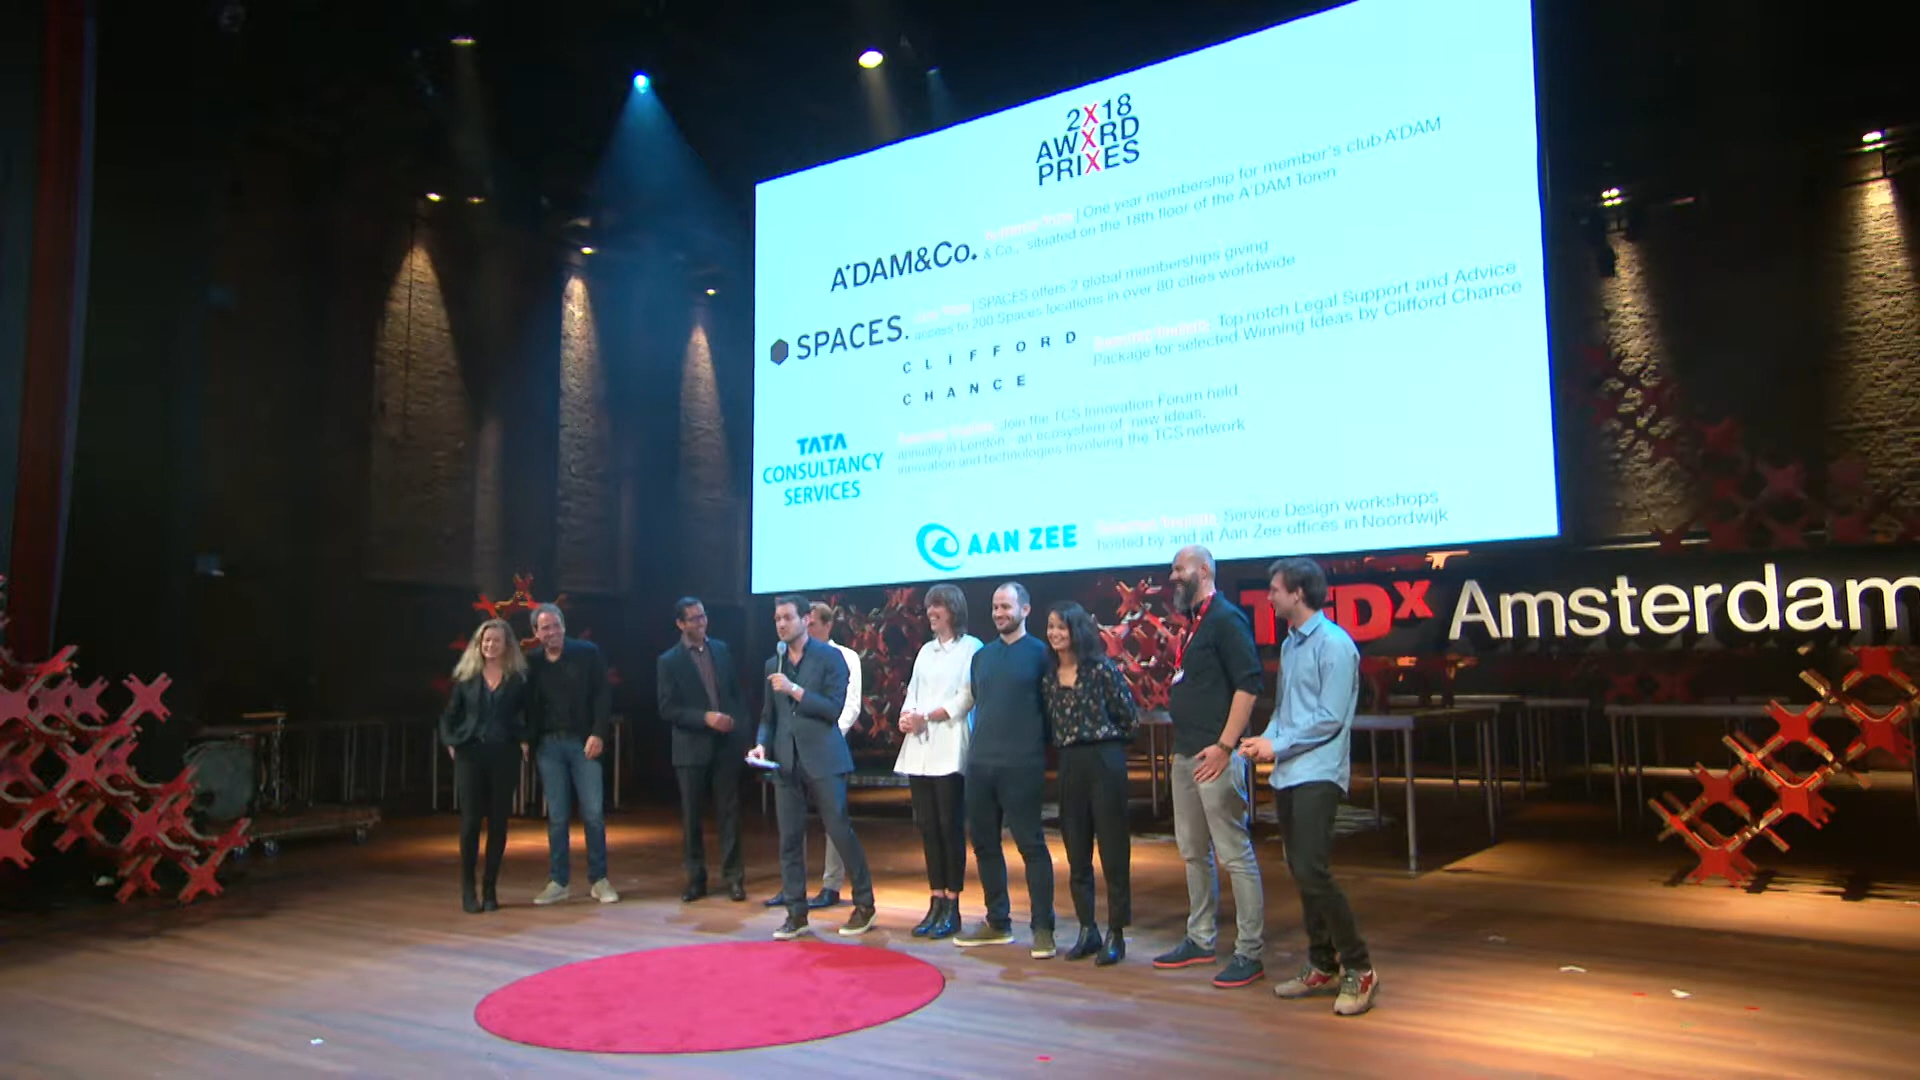 2X18
AWXRD
PRIXES
A'DAM&Co.
| One year membership for member's club A'DAM
& Co., situated on the 18th floor of the A'DAM Toren
SPACES.
| SPACES offers 2 global memberships giving
access to 200 Spaces locations in over 80 cities worldwide
CLIFFORD
CHANCE
Top notch Legal Support and Advice
Package for selected Winning Ideas by Clifford Chance
TATA
CONSULTANCY
SERVICES
Join the TCS Innovation Forum held
annually in London - an ecosystem of new ideas,
innovation and technologies involving the TCS network
AAN ZEE
Service Design workshops
hosted by and at Aan Zee offices in Noordwijk
TEDx Amsterdam